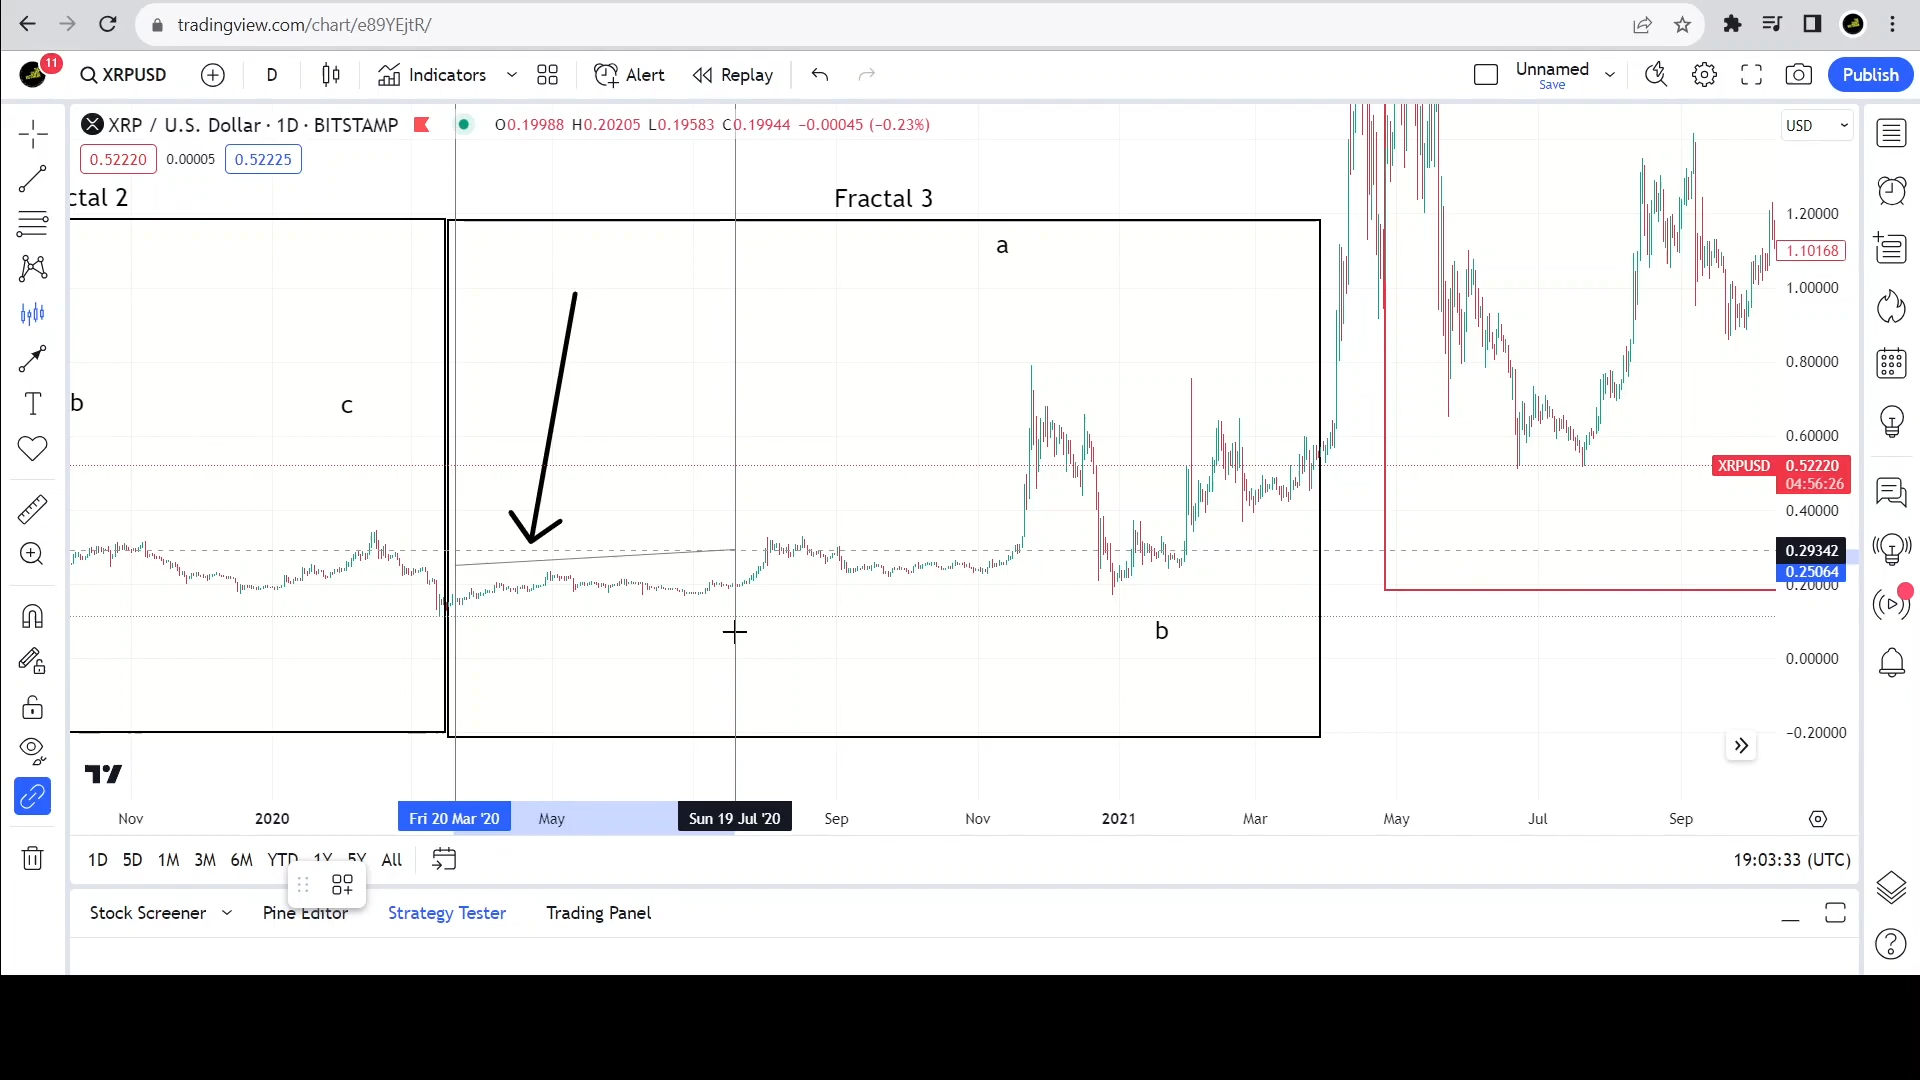 tradingview.com/chart/e89YEjtR/
11
XRPUSD
D
Indicators
Alert
Replay
Unnamed
Save
Publish
XRP / U.S. Dollar · 1D · BITSTAMP
O0.19988 H0.20205 L0.19583 C0.19944 −0.00045 (−0.23%)
USD
0.52220
0.00005
0.52225
ctal 2
Fractal 3
a
b
c
b
1.20000
1.10168
1.00000
0.80000
0.60000
XRPUSD 0.52220
04:56:26
0.40000
0.29342
0.25064
0.20000
0.00000
−0.20000
Nov
2020
Fri 20 Mar '20
May
Sun 19 Jul '20
Sep
Nov
2021
Mar
May
Jul
Sep
1D 5D 1M 3M 6M YTD 1Y 5Y All
19:03:33 (UTC)
Stock Screener
Pine Editor
Strategy Tester
Trading Panel